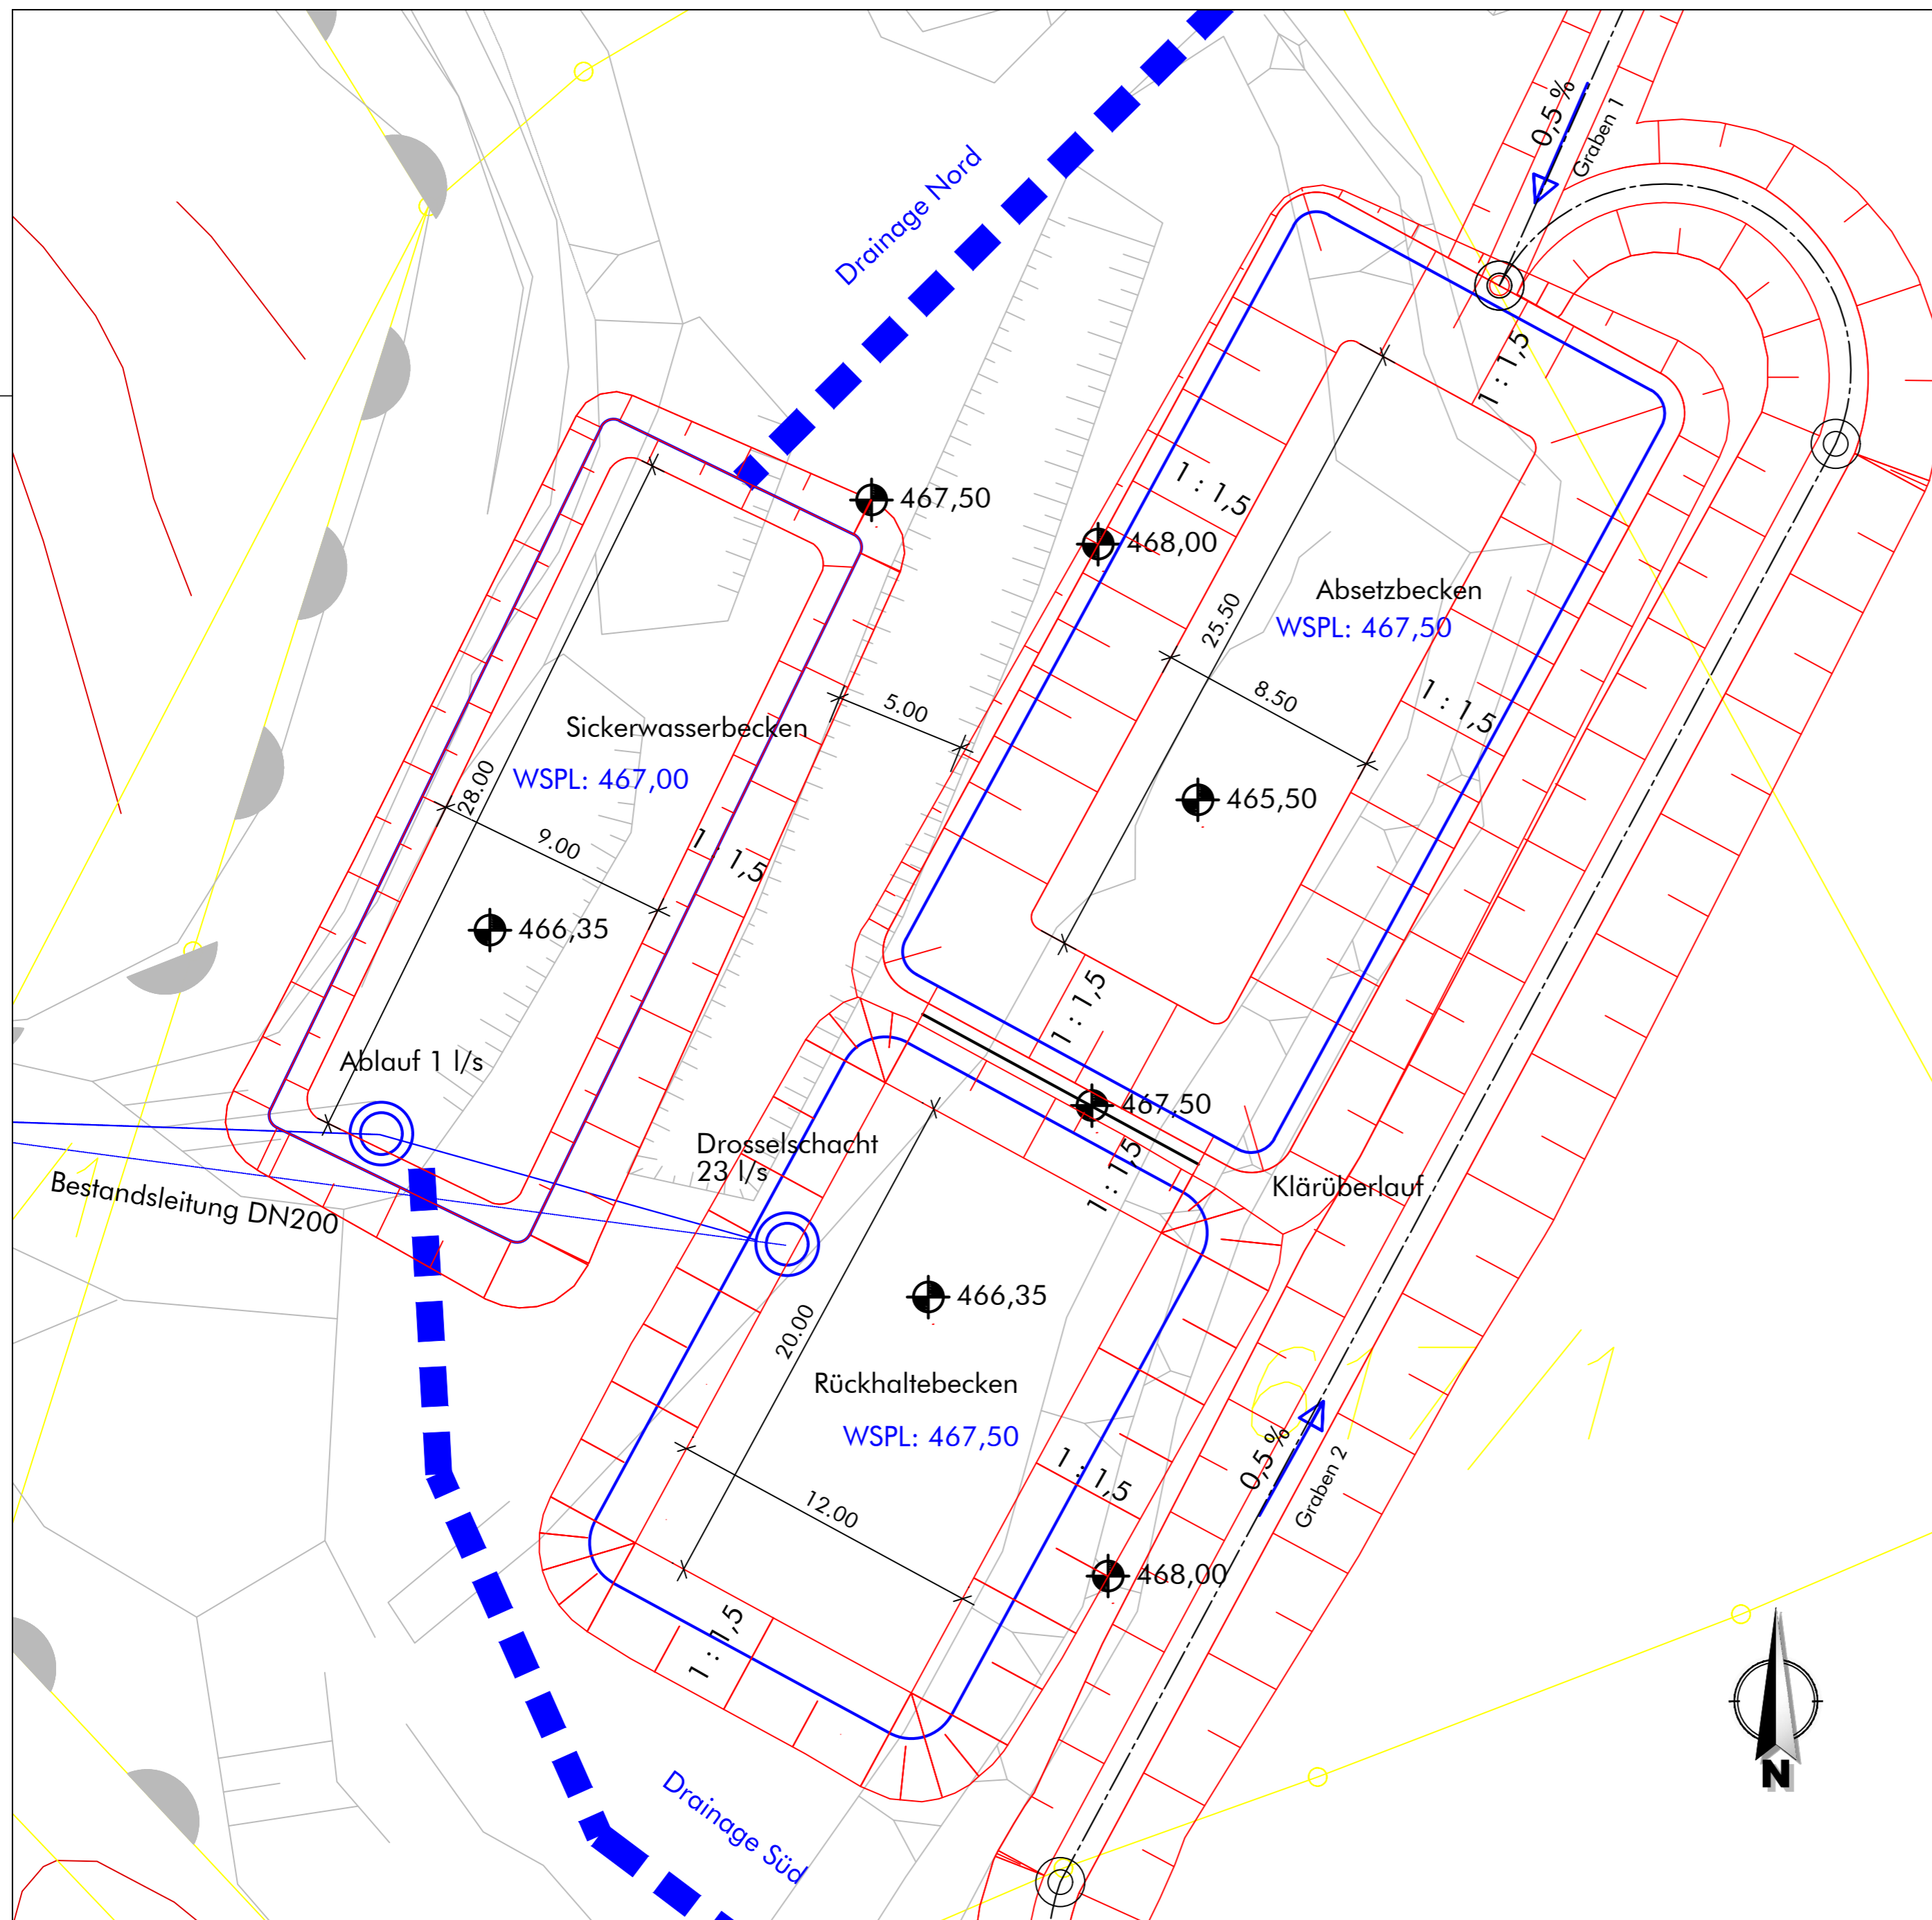 0,5 %
Graben 1
Drainage Nord
1 : 1,5
467,50
1 : 1,5
468,00
Absetzbecken
WSPL: 467,50
25.50
8.50
1 : 1,5
5.00
Sickerwasserbecken
WSPL: 467,00
28.00
9.00
1 : 1,5
465,50
466,35
1 : 1,5
Ablauf 1 l/s
467,50
Drosselschacht
23 l/s
1 : 1,5
Klärüberlauf
1
Bestandsleitung DN200
466,35
20.00
Rückhaltebecken
WSPL: 467,50
617/1
0,5 %
Graben 2
1 : 1,5
12.00
468,00
1 : 1,5
Drainage Süd
N